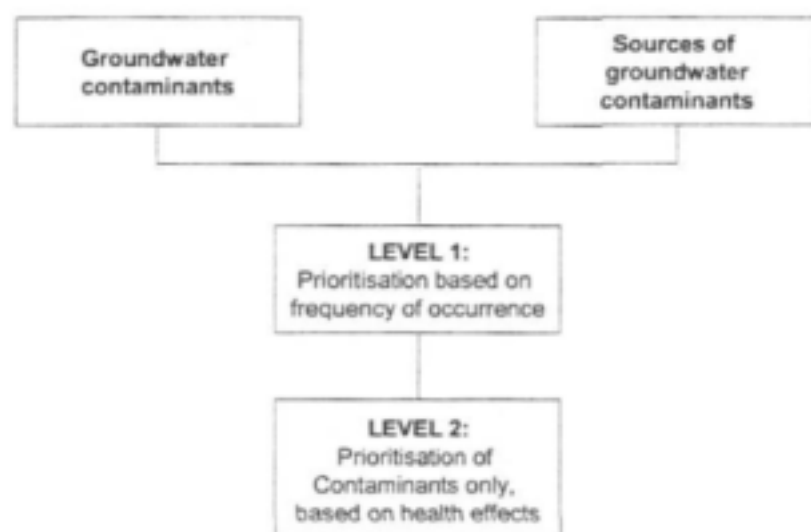 Groundwater
contaminants
Sources of
groundwater
contaminants
LEVEL 1:
Prioritisation based on
frequency of occurrence
LEVEL 2:
Prioritisation of
Contaminants only,
based on health effects